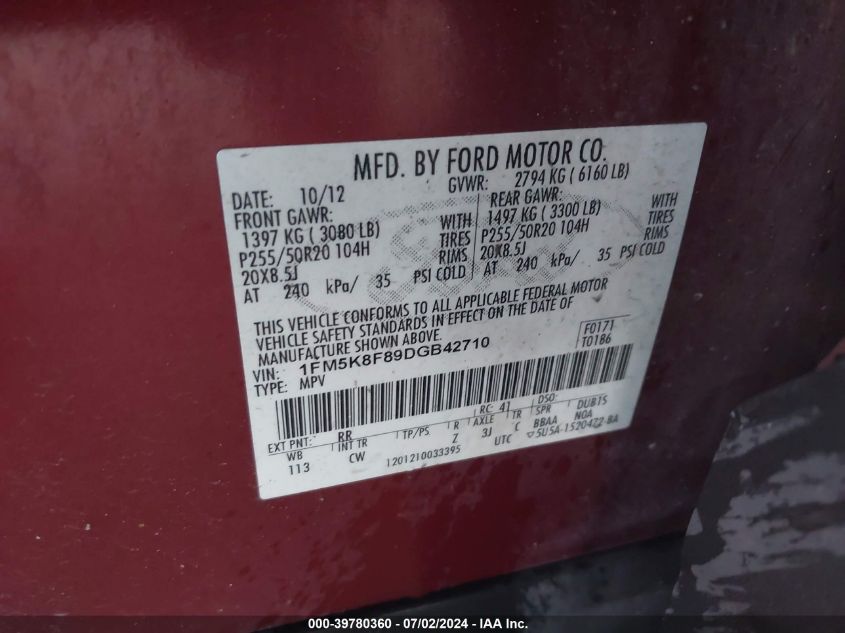 MFD. BY FORD MOTOR CO.
DATE: 10/12 GVWR: 2794 KG ( 6160 LB)
FRONT GAWR: REAR GAWR:
1397 KG ( 3080 LB) WITH 1497 KG ( 3300 LB) WITH
P255/50R20 104H TIRES P255/50R20 104H TIRES
20X8.5J RIMS 20X8.5J RIMS
AT 240 kPa/ 35 PSI COLD AT 240 kPa/ 35 PSI COLD
THIS VEHICLE CONFORMS TO ALL APPLICABLE FEDERAL MOTOR
VEHICLE SAFETY STANDARDS IN EFFECT ON THE DATE OF
MANUFACTURE SHOWN ABOVE.
F0171
T0186
VIN: 1FM5K8F89DGB42710
TYPE: MPV
EXT PNT: RR RC: 41 DSO:
WB INT TR TP/PS R AXLE TR SPR DUB15
113 CW Z 3J C BBAA NOA
1201210033395 UTC ▽5U5A-1520472-BA
000-39780360 - 07/02/2024 - IAA Inc.